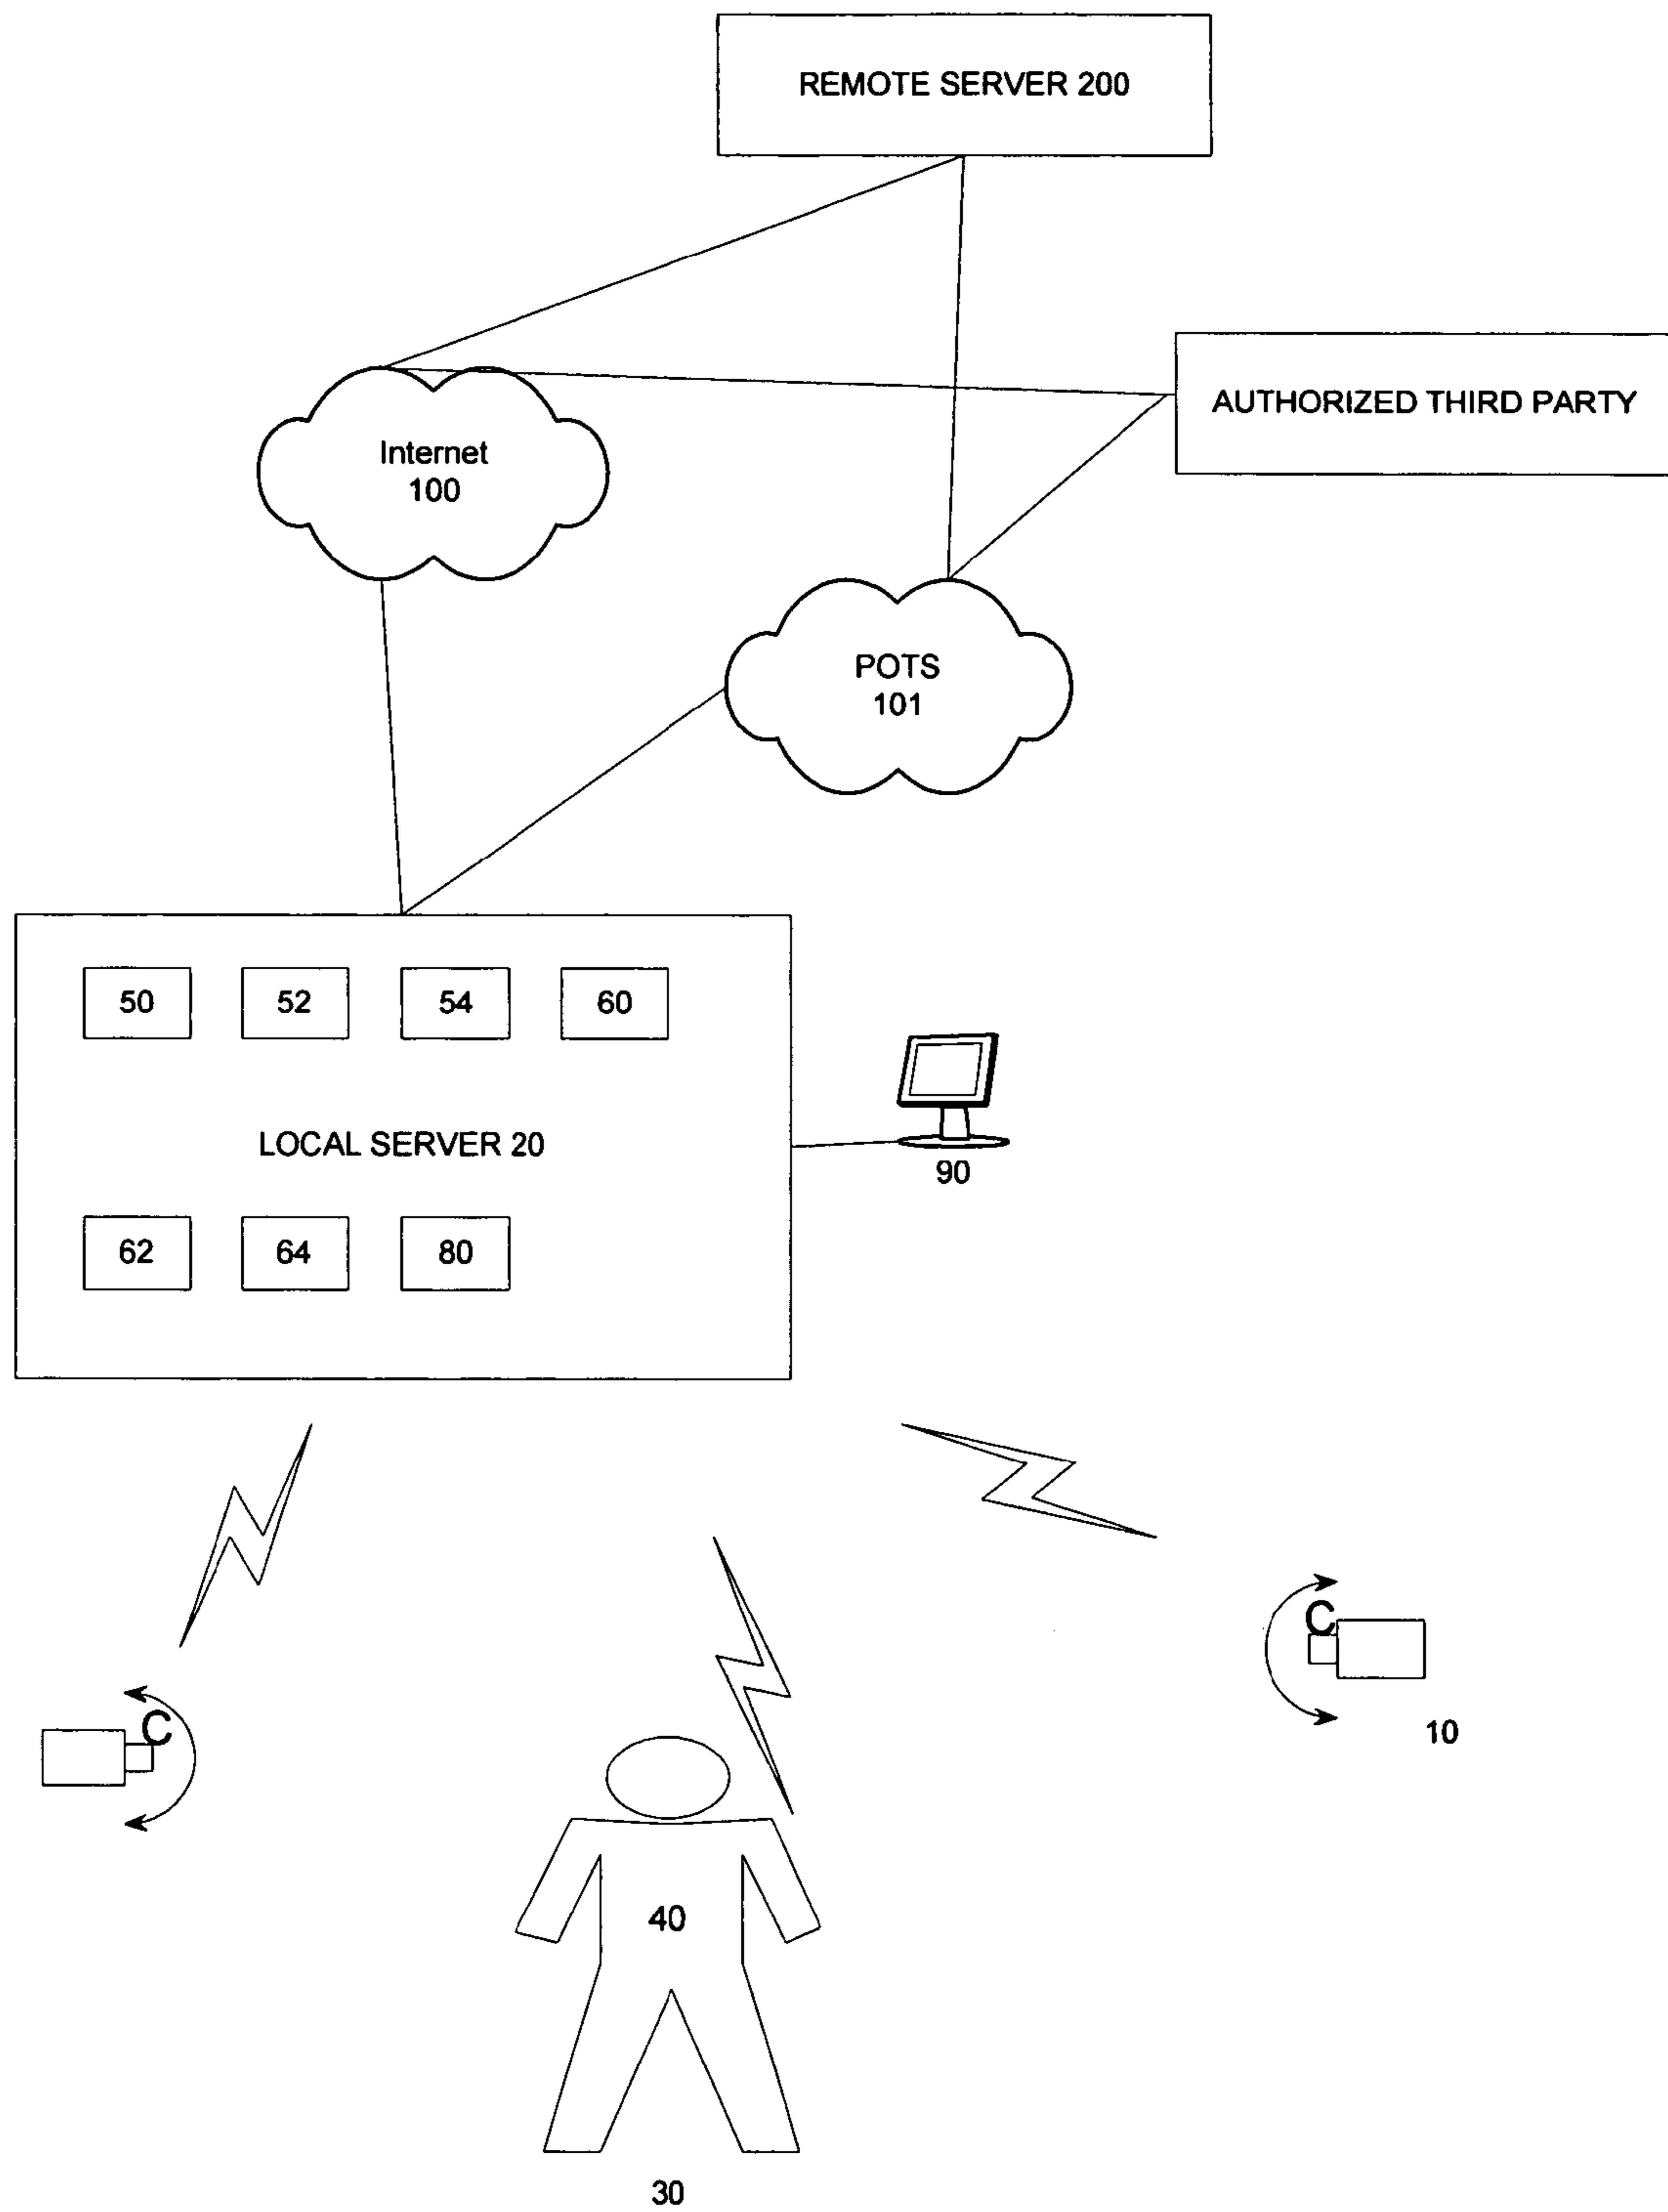 REMOTE SERVER 200
AUTHORIZED THIRD PARTY
Internet
100
POTS
101
50 52 54 60
LOCAL SERVER 20
90
62 64 80
C
10
C
40
30